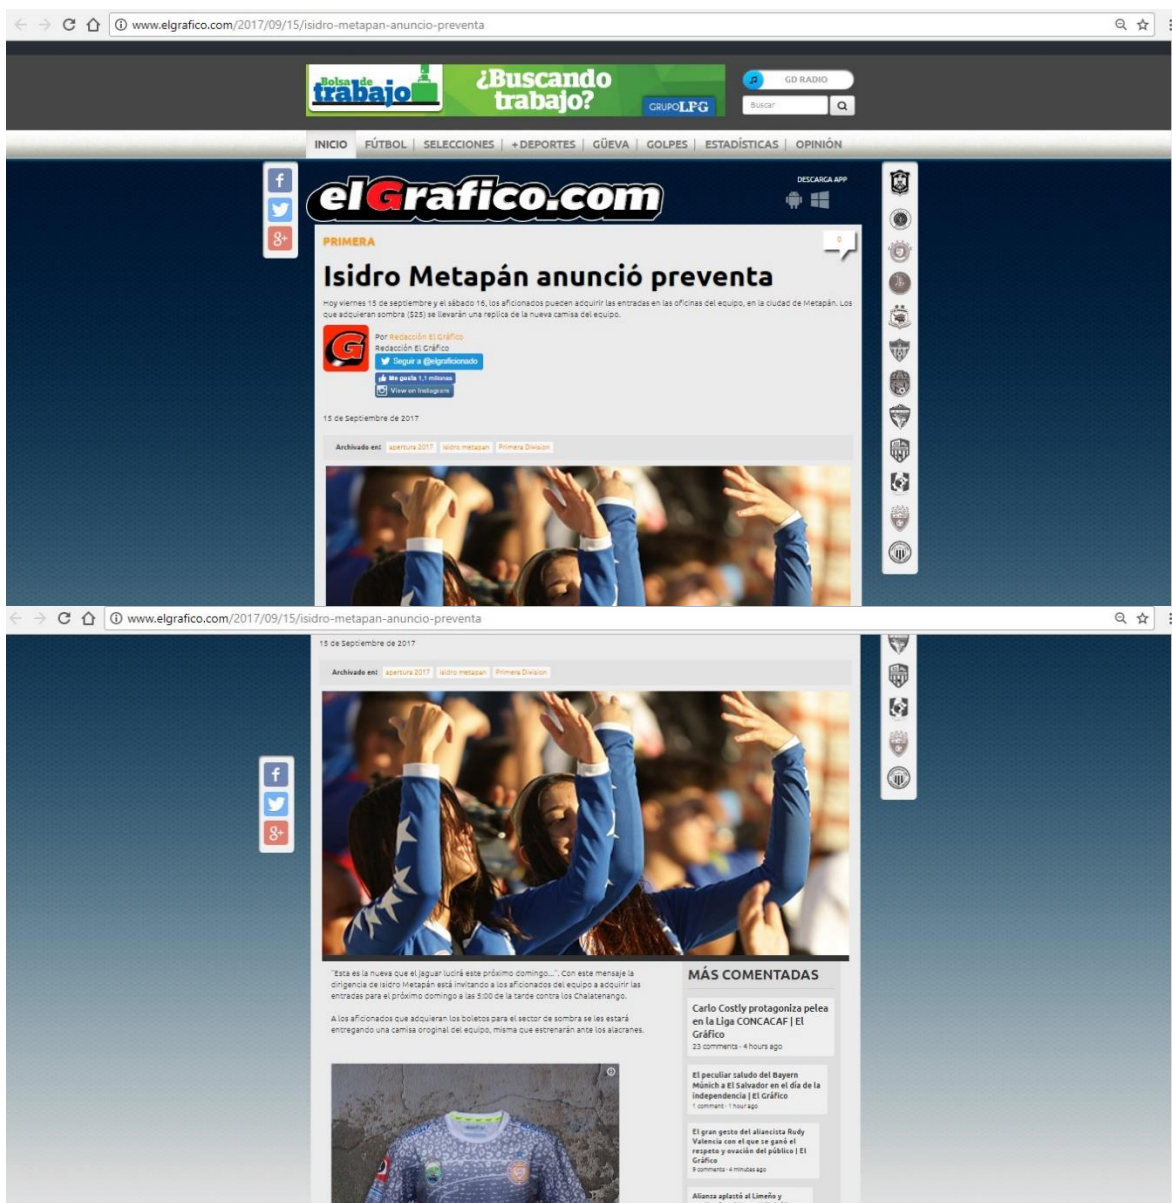 www.elgrafico.com/2017/09/15/isidro-metapan-anuncio-preventa
Bolsa de
trabajo
¿Buscando
trabajo?
GRUPO LPG
GD RADIO
Buscar
INICIO FÚTBOL | SELECCIONES | +DEPORTES | GÜEVA | GOLPES | ESTADÍSTICAS | OPINIÓN
elGrafico.com
DESCARGA APP
PRIMERA
0
Isidro Metapán anunció preventa
Hoy viernes 15 de septiembre y el sábado 16, los aficionados pueden adquirir las entradas en las oficinas del equipo, en la ciudad de Metapán. Los
que adquieran sombra ($25) se llevarán una replica de la nueva camisa del equipo.
Por Redacción El Gráfico
Redacción El Gráfico
Seguir a @elgraficionado
Me gusta 1,1 millones
View on Instagram
15 de Septiembre de 2017
Archivado en: apertura 2017 isidro metapan Primera Division
www.elgrafico.com/2017/09/15/isidro-metapan-anuncio-preventa
15 de Septiembre de 2017
Archivado en: apertura 2017 isidro metapan Primera Division
"Esta es la nueva que el jaguar lucirá este próximo domingo...". Con este mensaje la
dirigencia de Isidro Metapán está invitando a los aficionados del equipo a adquirir las
entradas para el próximo domingo a las 5:00 de la tarde contra los Chalatenango.
A los aficionados que adquieran los boletos para el sector de sombra se les estará
entregando una camisa oroginal del equipo, misma que estrenarán ante los alacranes.
MÁS COMENTADAS
Carlo Costly protagoniza pelea
en la Liga CONCACAF | El
Gráfico
23 comments · 4 hours ago
El peculiar saludo del Bayern
Múnich a El Salvador en el día de la
independencia | El Gráfico
1 comment · 1 hour ago
El gran gesto del aliancista Rudy
Valencia con el que se ganó el
respeto y ovación del público | El
Gráfico
9 comments · 4 minutes ago
Alianza aplastó al Limeño y